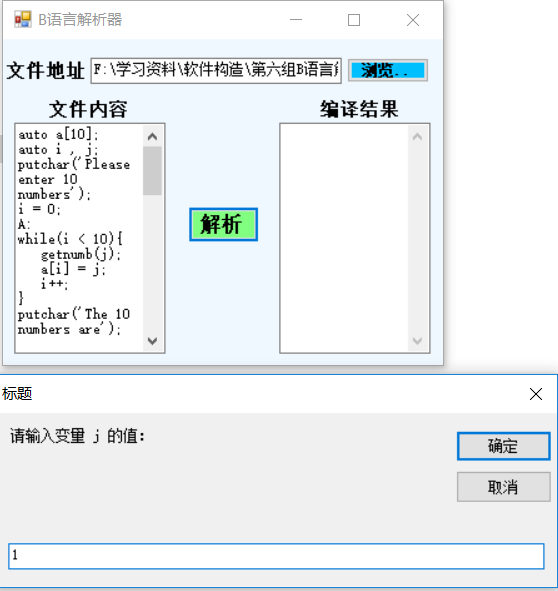 B语言解析器
文件地址 F:\学习资料\软件构造\第六组B语言
浏览..
文件内容
编译结果
auto a[10];
auto i , j;
putchar('Please
enter 10
numbers');
i = 0;
A:
while(i < 10){
getnumb(j);
a[i] = j;
i++;
}
putchar('The 10
numbers are');
解析
标题
请输入变量 j 的值:
确定
取消
1